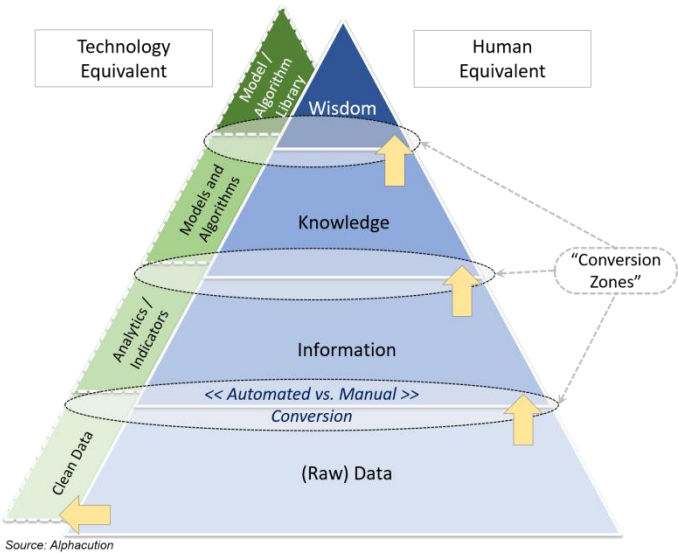 Technology
Equivalent
Human
Equivalent
Model /
Algorithm
Library
Wisdom
Models and
Algorithms
Knowledge
"Conversion
Zones"
Analytics /
Indicators
Information
<< Automated vs. Manual >>
Conversion
Clean Data
(Raw) Data
Source: Alphacution